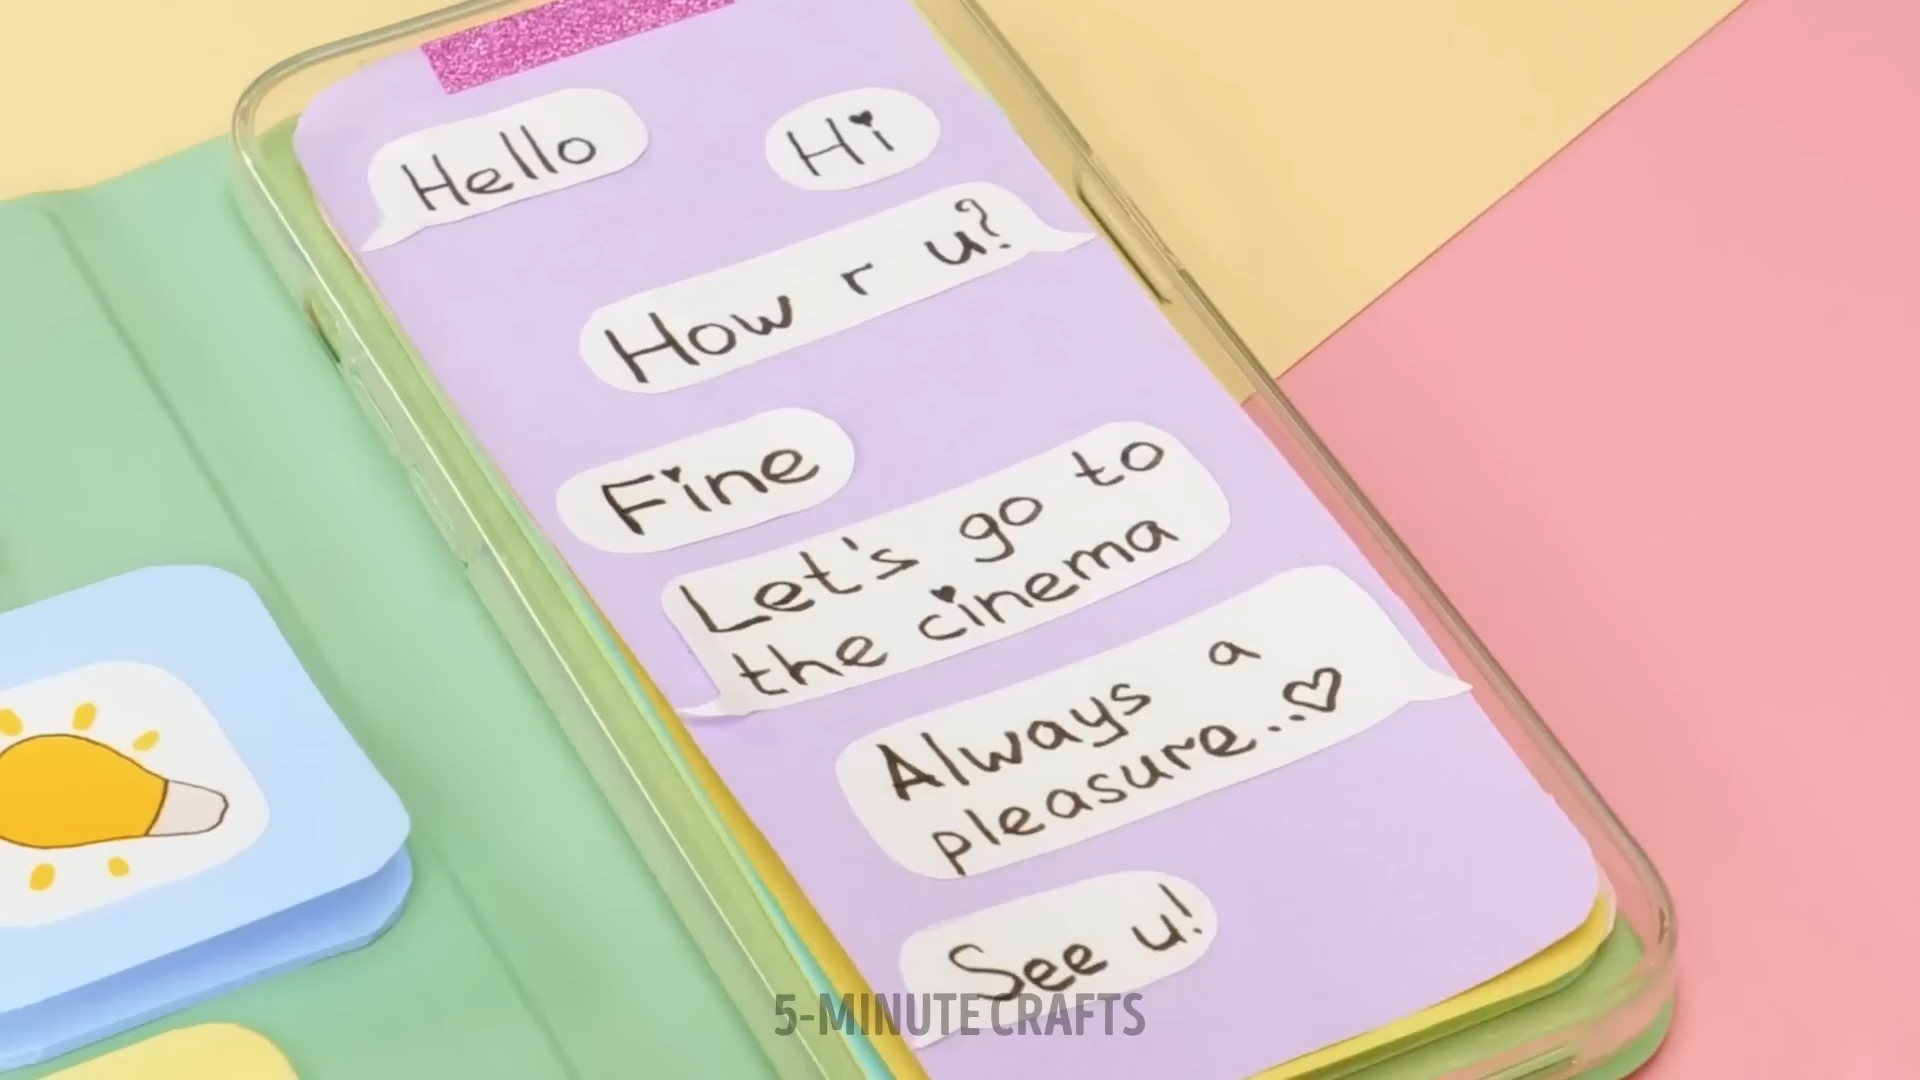 Hello
Hi
How r u?
Fine
Let's go to
the cinema
Always a
pleasure..♡
See u!
5-MINUTE CRAFTS